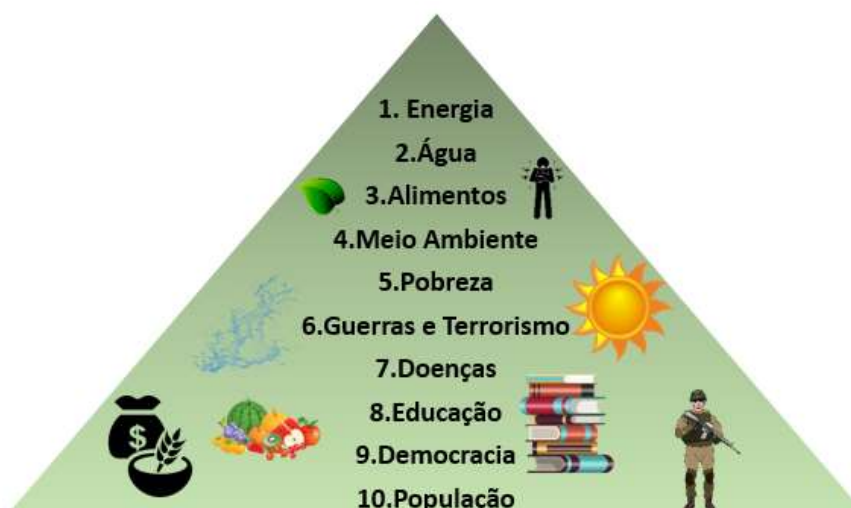 1. Energia
2.Água
3.Alimentos
4.Meio Ambiente
5.Pobreza
6.Guerras e Terrorismo
7.Doenças
8.Educação
9.Democracia
10.População
$